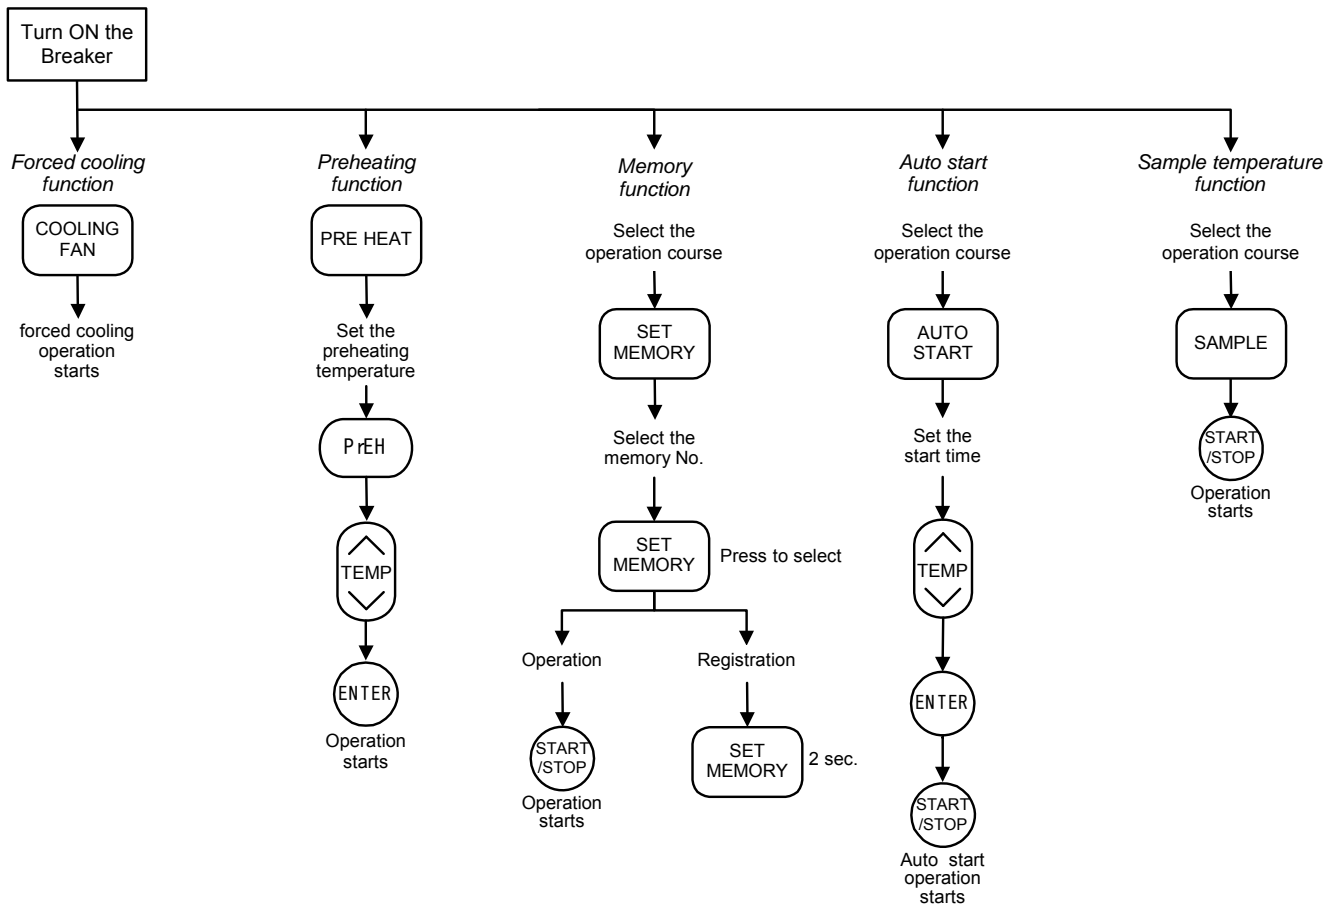 Turn ON the
Breaker
Forced cooling
function
COOLING
FAN
forced cooling
operation
starts
Preheating
function
PRE HEAT
Set the
preheating
temperature
PrEH
TEMP
ENTER
Operation
starts
Memory
function
Select the
operation course
SET
MEMORY
Select the
memory No.
SET
MEMORY
Press to select
Operation
START
/STOP
Operation
starts
Registration
SET
MEMORY
2 sec.
Auto start
function
Select the
operation course
AUTO
START
Set the
start time
TEMP
ENTER
START
/STOP
Auto start
operation
starts
Sample temperature
function
Select the
operation course
SAMPLE
START
/STOP
Operation
starts